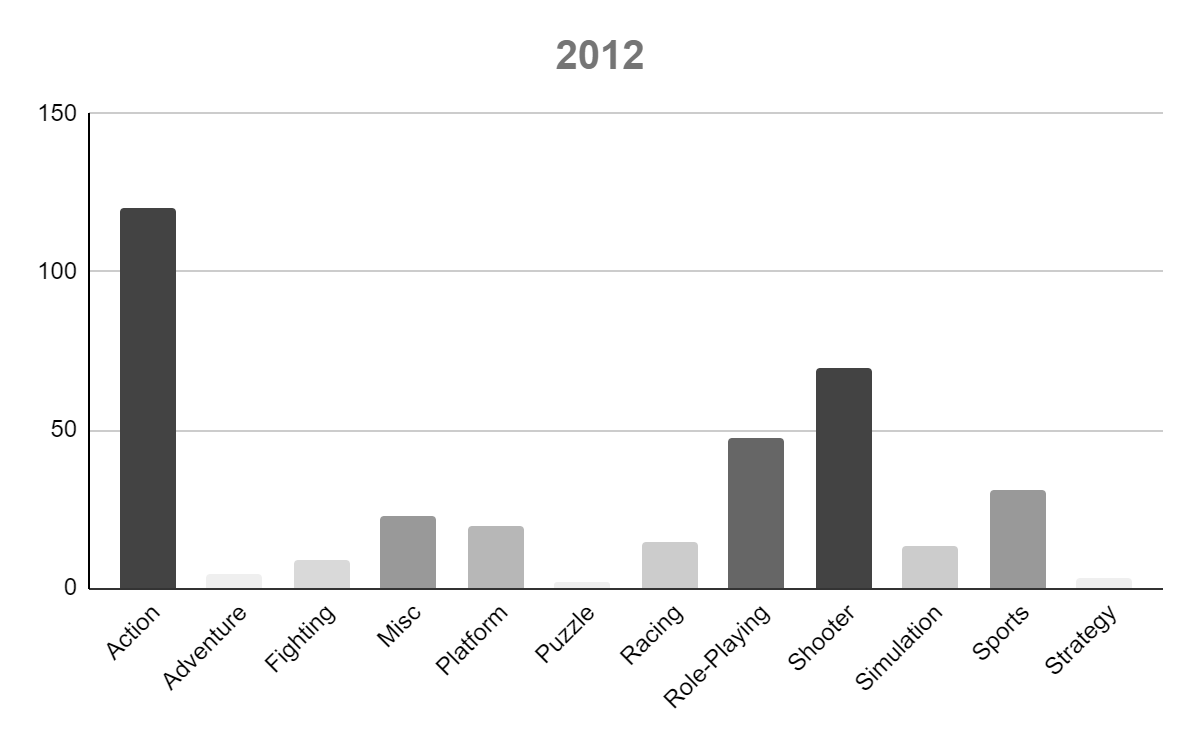 2012
150
100
50
0
Action
Adventure
Fighting
Misc
Platform
Puzzle
Racing
Role-Playing
Shooter
Simulation
Sports
Strategy